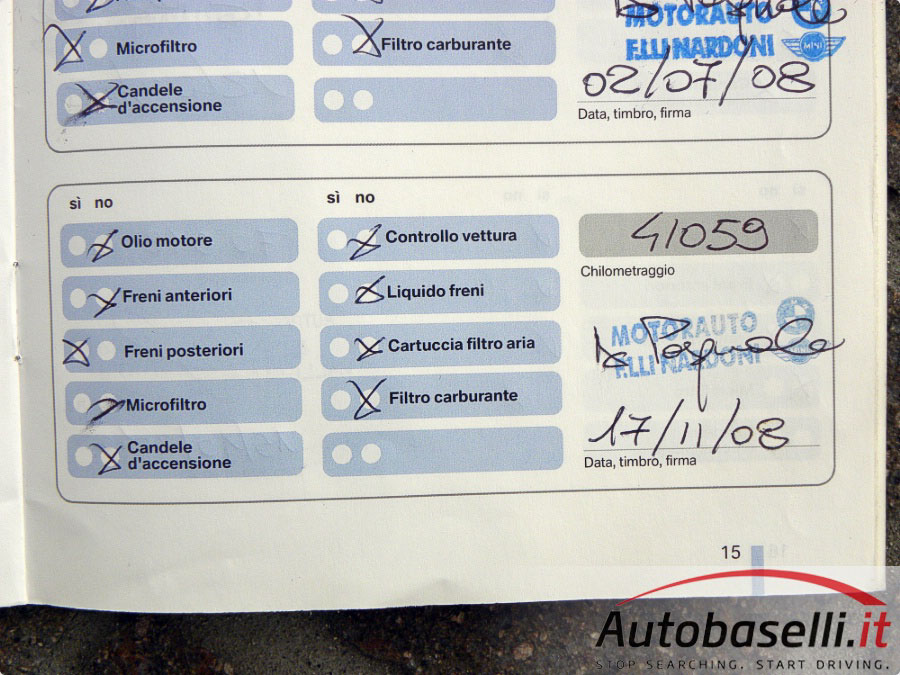 Microfiltro
Filtro carburante
MOTORAUTO
F.LLI NARDONI
MINI
Candele
d'accensione
02/07/08
Data, timbro, firma
sì no
sì no
Olio motore
Controllo vettura
41059
Chilometraggio
Freni anteriori
Liquido freni
Freni posteriori
Cartuccia filtro aria
MOTORAUTO
F.LLI NARDONI
Microfiltro
Filtro carburante
Candele
d'accensione
17/11/08
Data, timbro, firma
15
Autobaselli.it
STOP SEARCHING. START DRIVING.